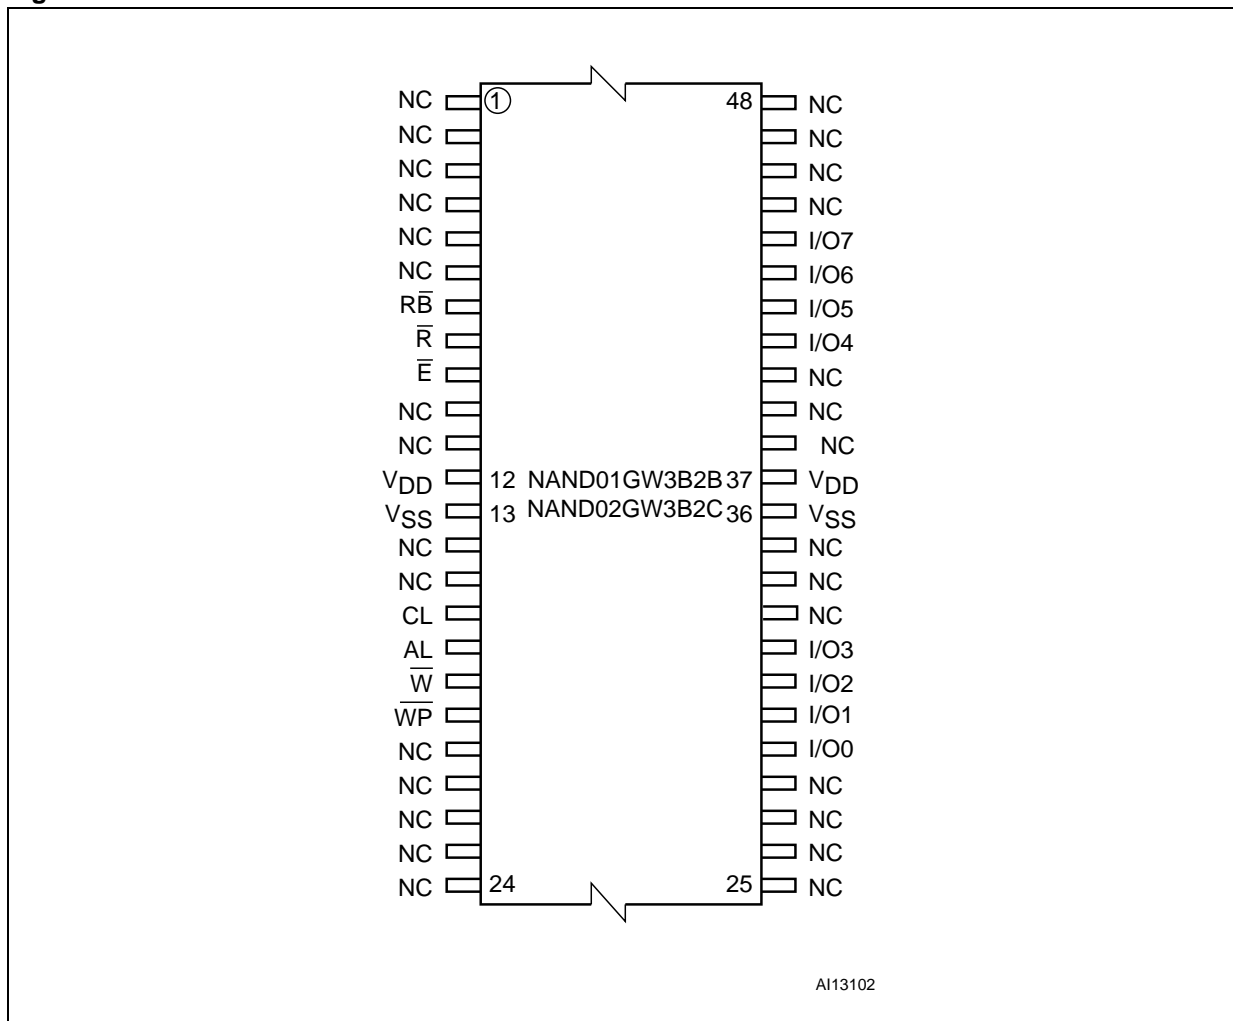 NC 1 48 NC
NC NC
NC NC
NC NC
NC I/O7
NC I/O6
RB̅ I/O5
R̅ I/O4
E̅ NC
NC NC
NC NC
VDD 12 NAND01GW3B2B 37 VDD
VSS 13 NAND02GW3B2C 36 VSS
NC NC
NC NC
CL NC
AL I/O3
W̅ I/O2
W̅P̅ I/O1
NC I/O0
NC NC
NC NC
NC NC
NC 24 25 NC
AI13102